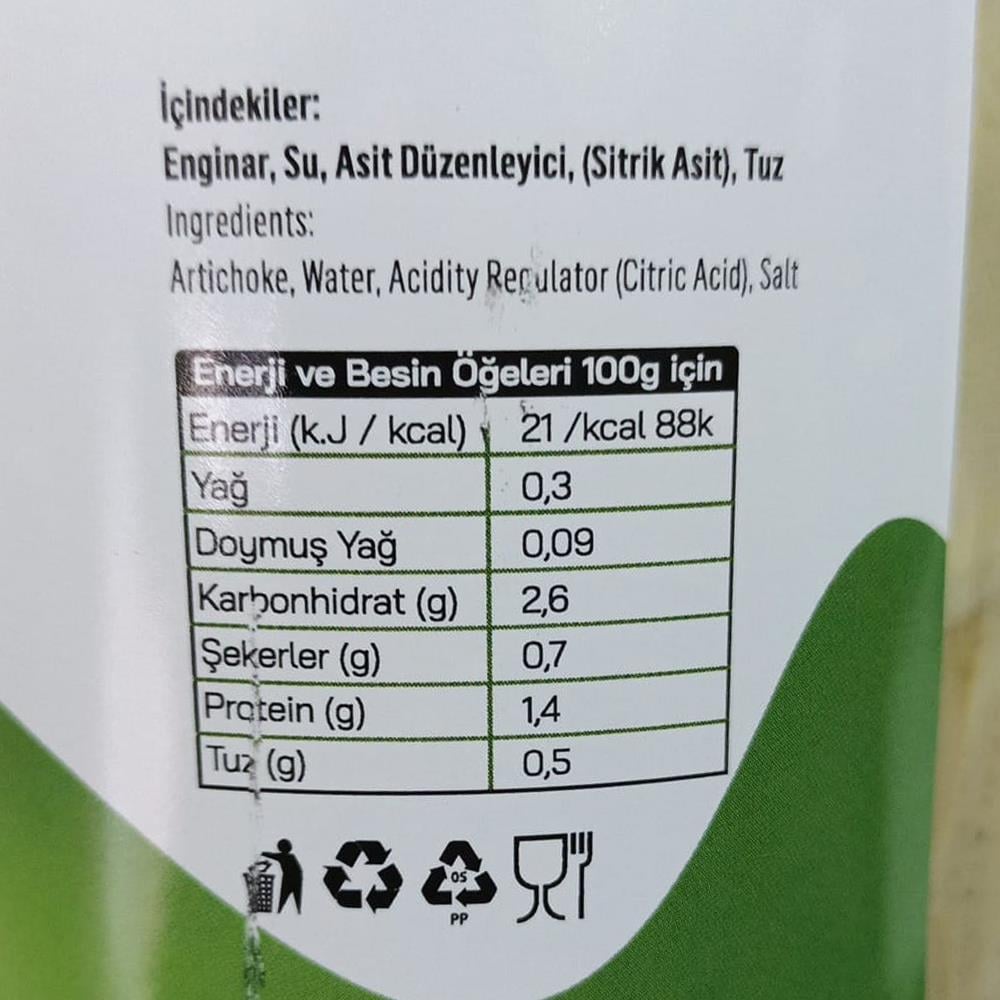 İçindekiler:
Enginar, Su, Asit Düzenleyici, (Sitrik Asit), Tuz
Ingredients:
Artichoke, Water, Acidity Regulator (Citric Acid), Salt
Enerji ve Besin Öğeleri 100g için
Enerji (k.J / kcal) 21 /kcal 88k
Yağ 0,3
Doymuş Yağ 0,09
Karbonhidrat (g) 2,6
Şekerler (g) 0,7
Protein (g) 1,4
Tuz (g) 0,5
05
PP